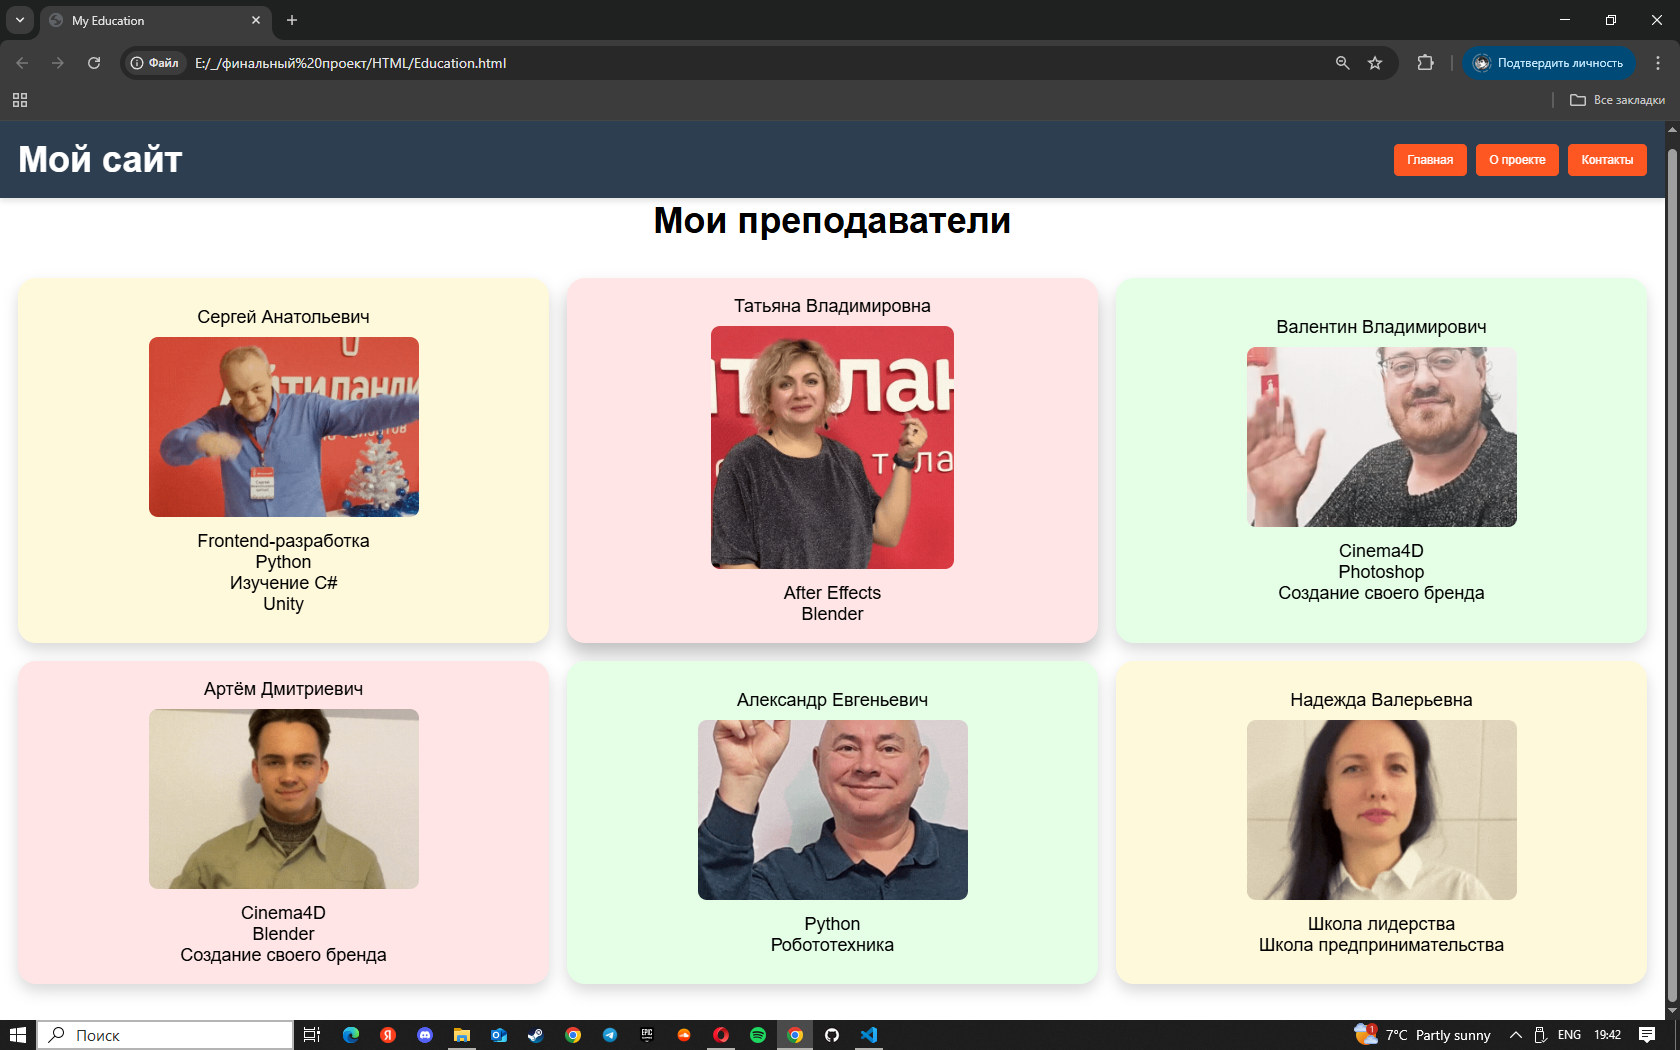 My Education
Файл
E:/_/финальный%20проект/HTML/Education.html
Подтвердить личность
Все закладки
Мой сайт
Главная
О проекте
Контакты
Мои преподаватели
Сергей Анатольевич
Frontend-разработка
Python
Изучение C#
Unity
Татьяна Владимировна
After Effects
Blender
Валентин Владимирович
Cinema4D
Photoshop
Создание своего бренда
Артём Дмитриевич
Cinema4D
Blender
Создание своего бренда
Александр Евгеньевич
Python
Робототехника
Надежда Валерьевна
Школа лидерства
Школа предпринимательства
Поиск
EPIC
1
7°C Partly sunny
ENG
19:42